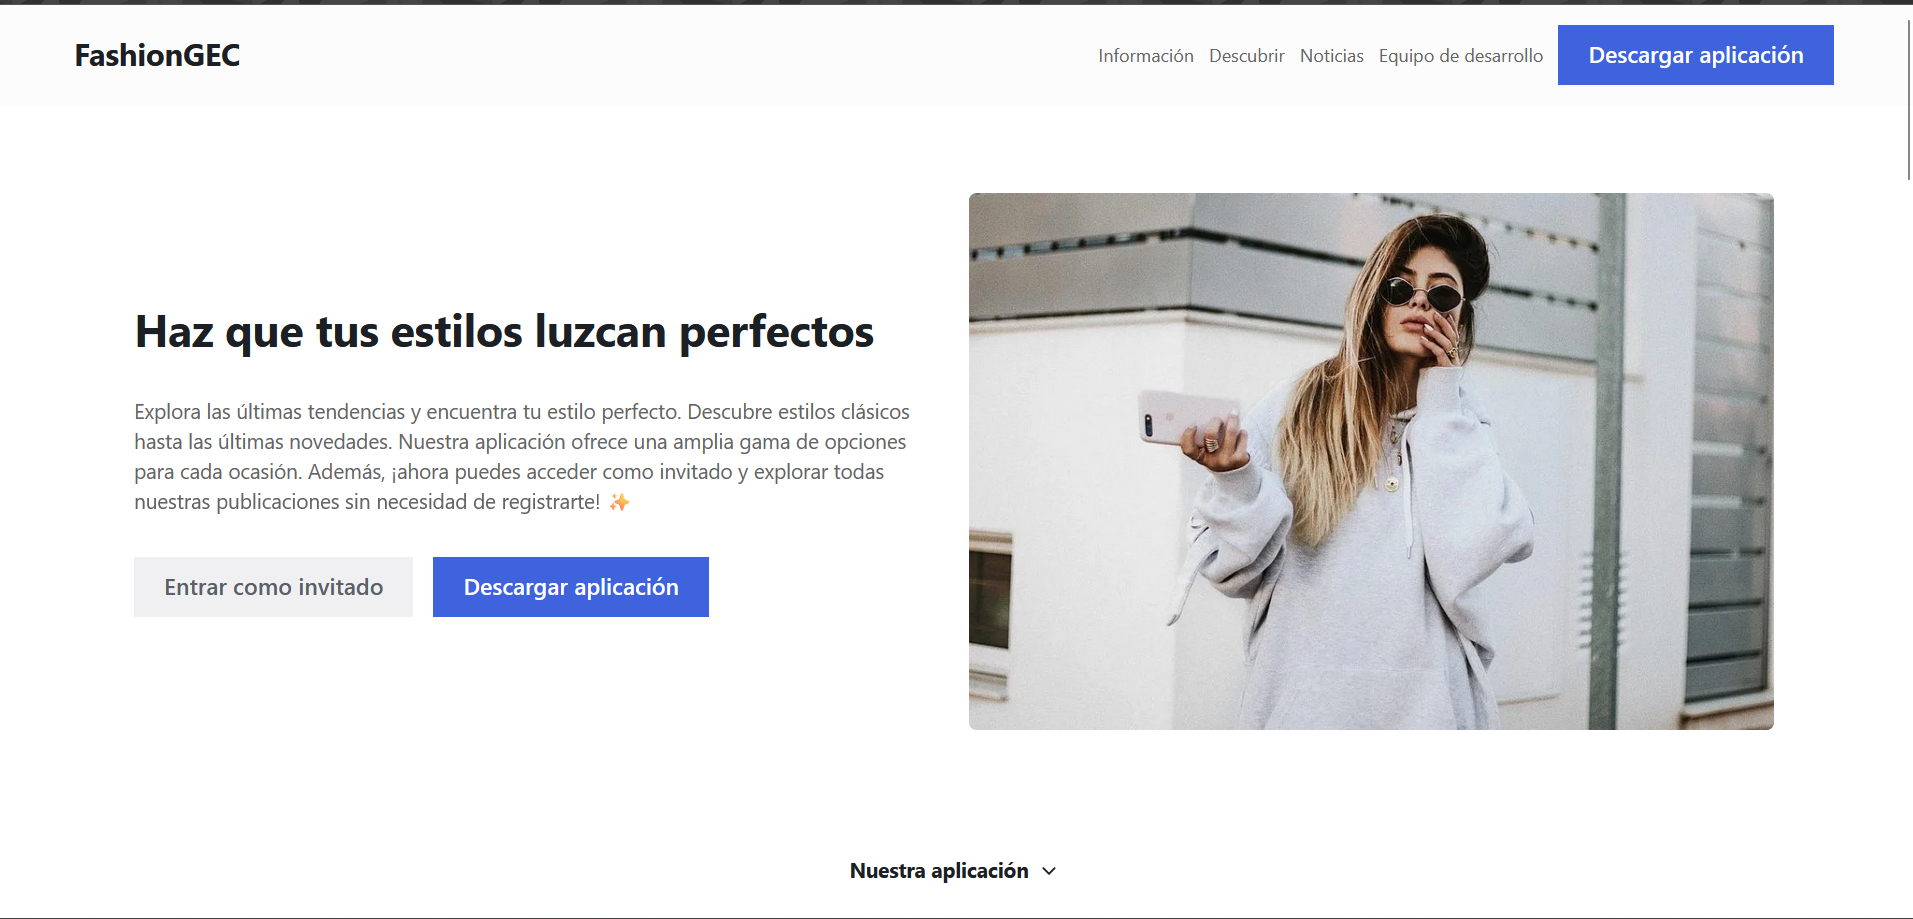 FashionGEC
Información
Descubrir
Noticias
Equipo de desarrollo
Descargar aplicación
Haz que tus estilos luzcan perfectos
Explora las últimas tendencias y encuentra tu estilo perfecto. Descubre estilos clásicos
hasta las últimas novedades. Nuestra aplicación ofrece una amplia gama de opciones
para cada ocasión. Además, ¡ahora puedes acceder como invitado y explorar todas
nuestras publicaciones sin necesidad de registrarte! ✨
Entrar como invitado
Descargar aplicación
Nuestra aplicación